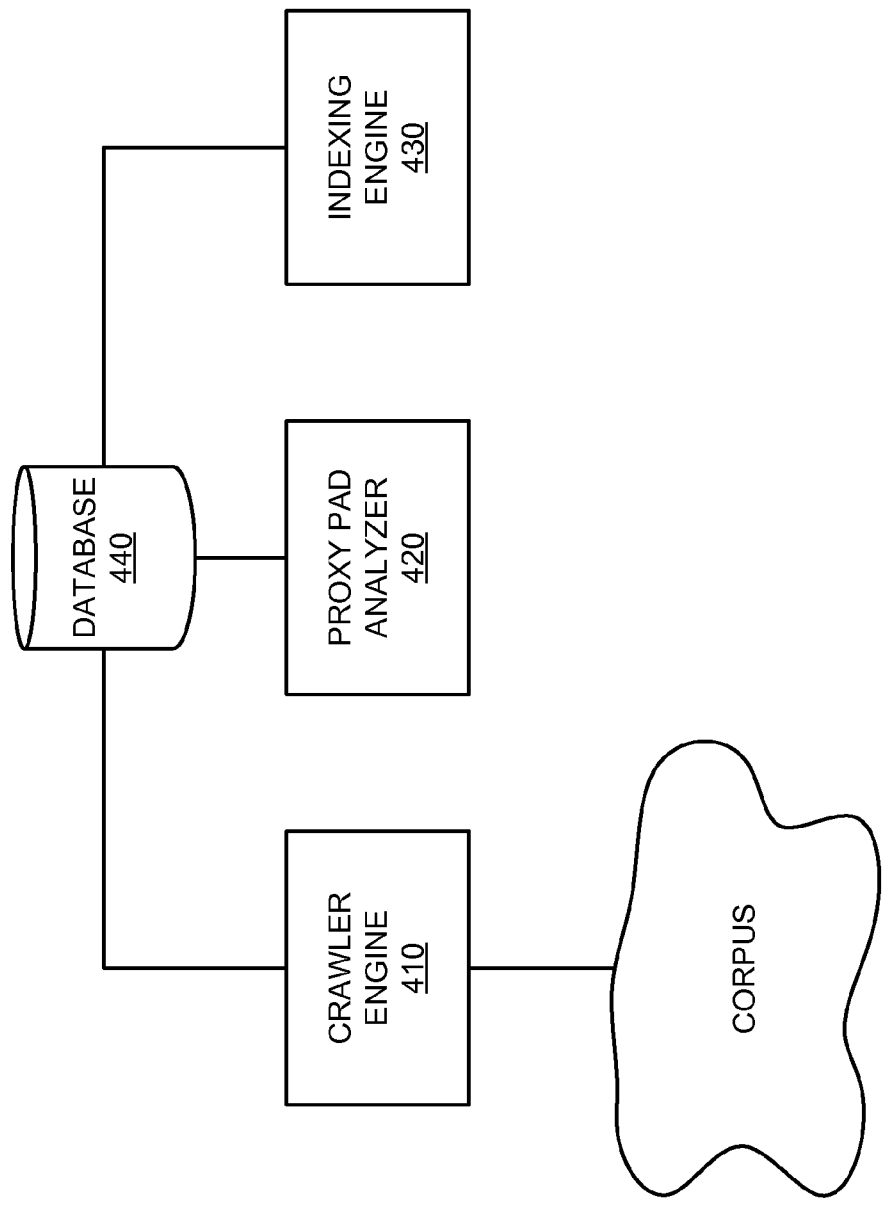 DATABASE
440
CRAWLER
ENGINE
410
PROXY PAD
ANALYZER
420
INDEXING
ENGINE
430
CORPUS